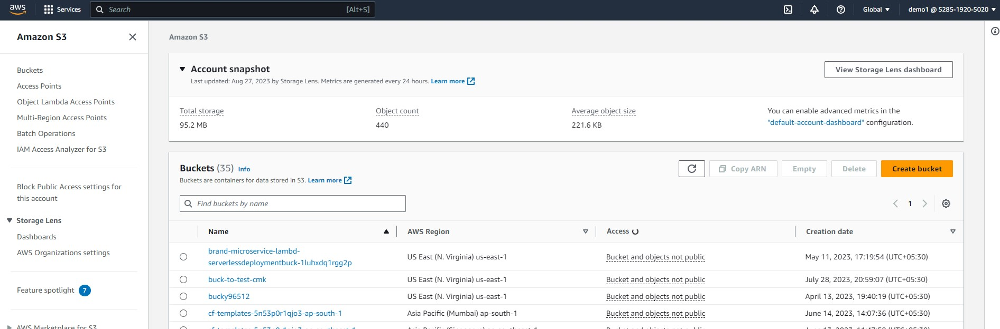 aws
Services
Search
[Alt+S]
Global
demo1 @ 5285-1920-5020
Amazon S3
Buckets
Access Points
Object Lambda Access Points
Multi-Region Access Points
Batch Operations
IAM Access Analyzer for S3
Block Public Access settings for
this account
Storage Lens
Dashboards
AWS Organizations settings
Feature spotlight 7
AWS Marketplace for S3
Amazon S3
Account snapshot
Last updated: Aug 27, 2023 by Storage Lens. Metrics are generated every 24 hours. Learn more
View Storage Lens dashboard
Total storage
95.2 MB
Object count
440
Average object size
221.6 KB
You can enable advanced metrics in the
"default-account-dashboard" configuration.
Buckets (35) Info
Buckets are containers for data stored in S3. Learn more
Copy ARN
Empty
Delete
Create bucket
Find buckets by name
1
Name
AWS Region
Access
Creation date
brand-microservice-lambd-
serverlessdeploymentbuck-1luhxdq1rgg2p
US East (N. Virginia) us-east-1
Bucket and objects not public
May 11, 2023, 17:19:54 (UTC+05:30)
buck-to-test-cmk
US East (N. Virginia) us-east-1
Bucket and objects not public
July 28, 2023, 20:59:07 (UTC+05:30)
bucky96512
US East (N. Virginia) us-east-1
Bucket and objects not public
April 13, 2023, 19:40:19 (UTC+05:30)
cf-templates-5n53p0r1qjo3-ap-south-1
Asia Pacific (Mumbai) ap-south-1
Bucket and objects not public
June 14, 2023, 14:07:36 (UTC+05:30)